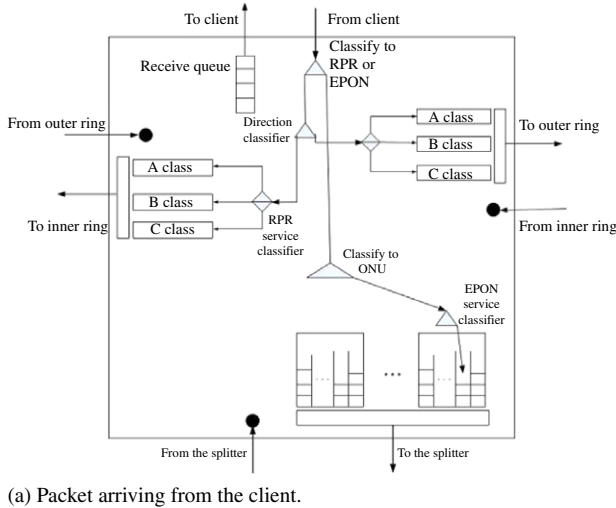 To client
From client
Receive queue
Classify to
RPR or
EPON
From outer ring
Direction
classifier
A class
B class
C class
To outer ring
A class
B class
C class
To inner ring
RPR
service
classifier
From inner ring
Classify to
ONU
EPON
service
classifier
...
...
...
From the splitter
To the splitter
(a) Packet arriving from the client.